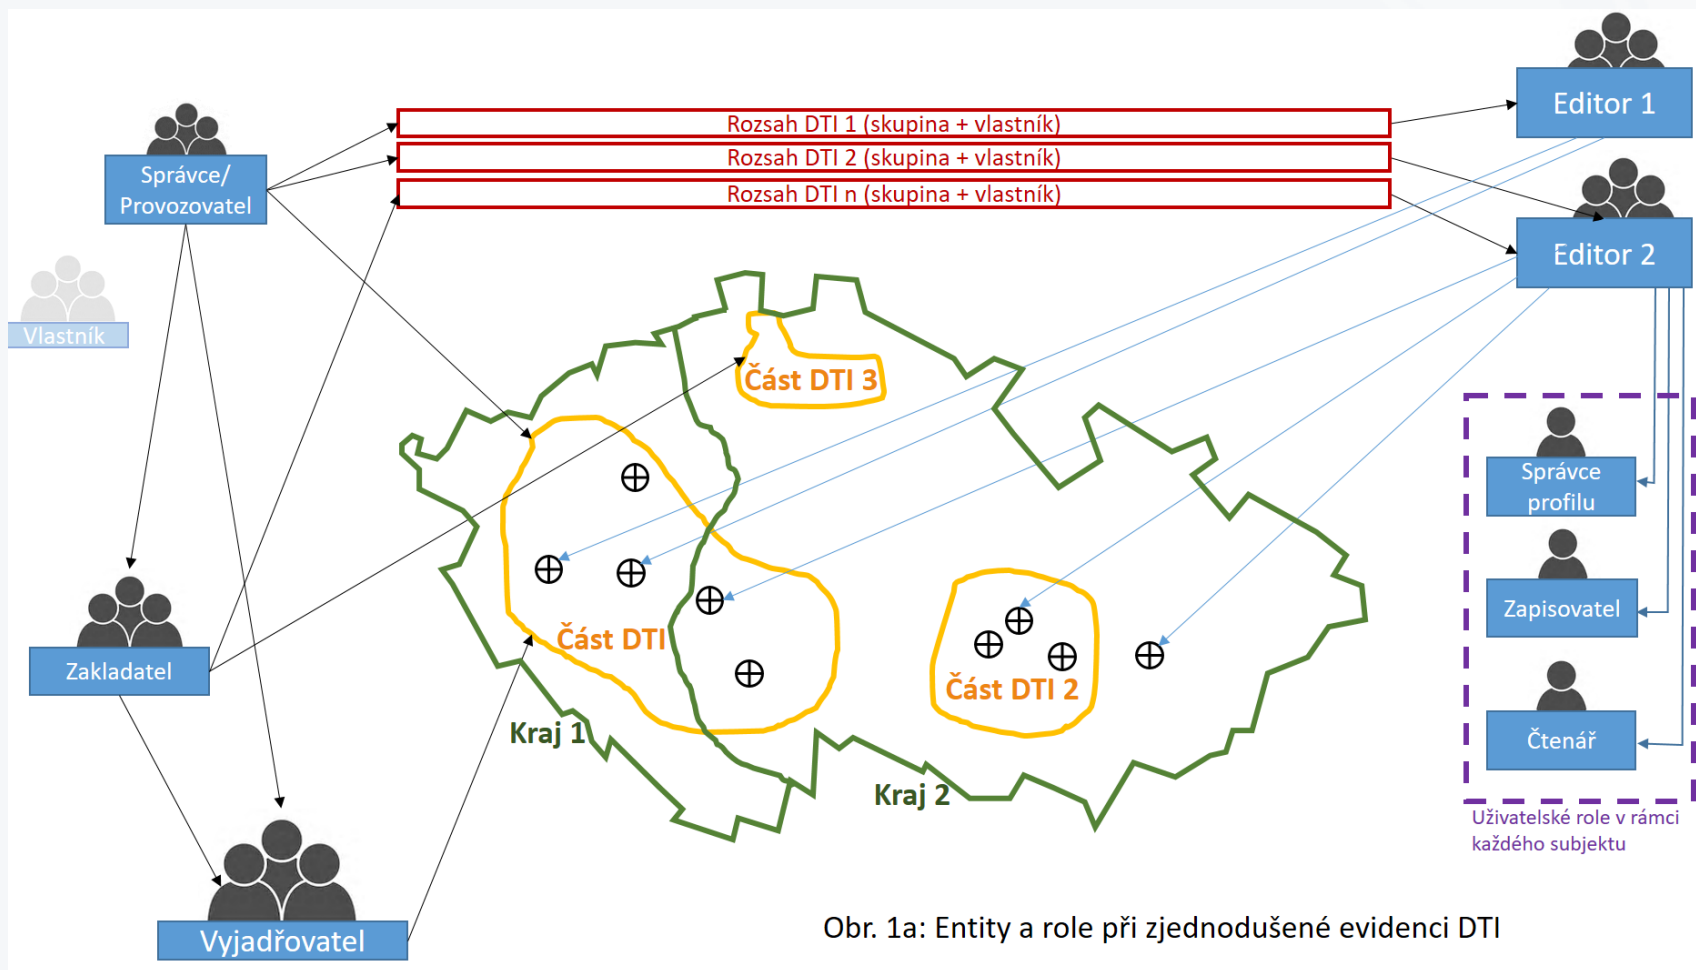 Editor 1
Rozsah DTI 1 (skupina + vlastník)
Rozsah DTI 2 (skupina + vlastník)
Rozsah DTI n (skupina + vlastník)
Správce/
Provozovatel
Editor 2
Vlastník
Část DTI 3
Správce
profilu
Zapisovatel
Část DTI
Zakladatel
Část DTI 2
Kraj 1
Čtenář
Kraj 2
Uživatelské role v rámci
každého subjektu
Vyjadřovatel
Obr. 1a: Entity a role při zjednodušené evidenci DTI